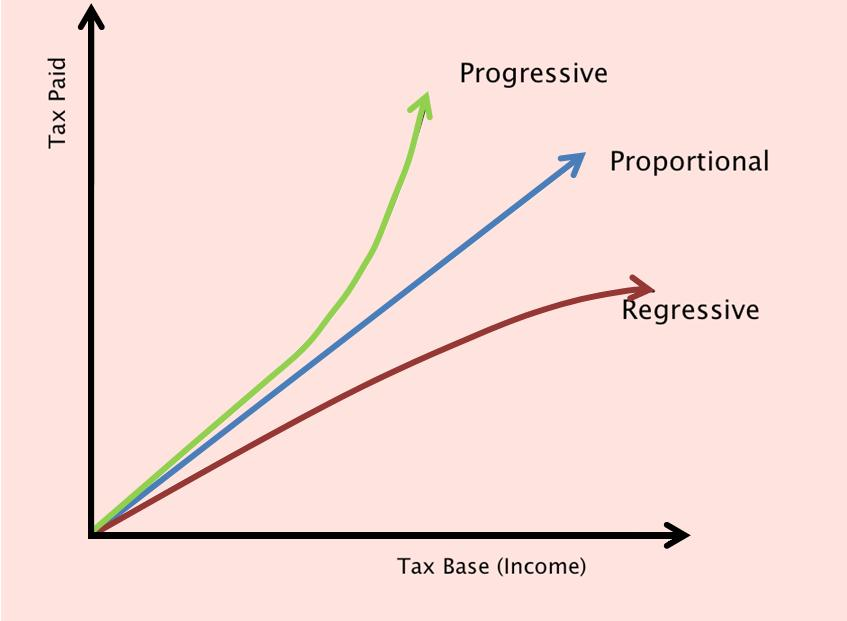 Progressive
Tax Paid
Proportional
Regressive
Tax Base (Income)